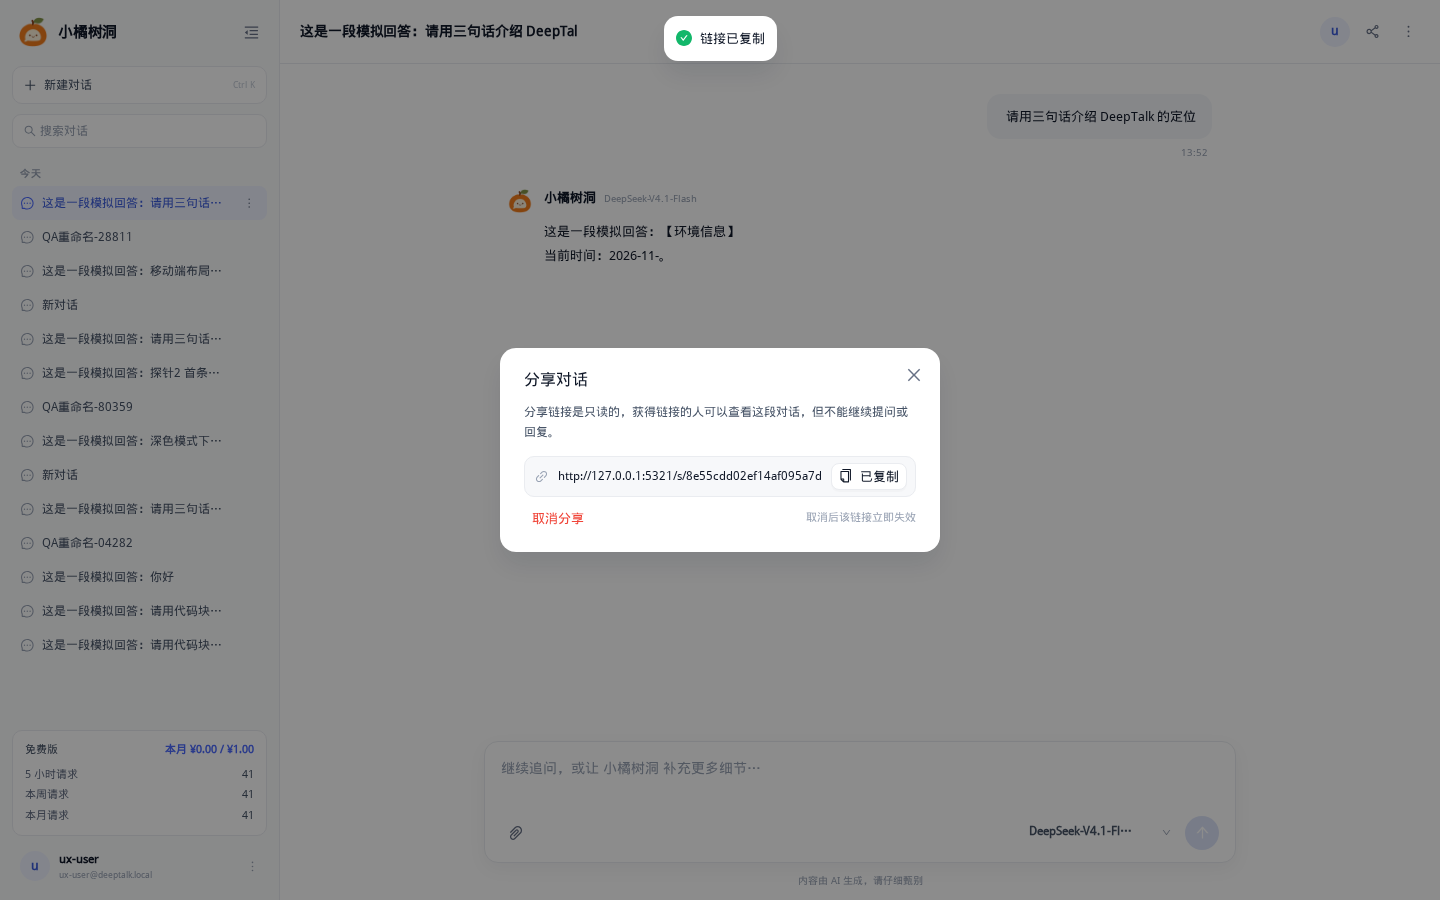 小橘树洞
新建对话
Ctrl K
搜索对话
今天
这是一段模拟回答：请用三句话…
QA重命名-28811
这是一段模拟回答：移动端布局…
新对话
这是一段模拟回答：请用三句话…
这是一段模拟回答：探针2 首条…
QA重命名-80359
这是一段模拟回答：深色模式下…
新对话
这是一段模拟回答：请用三句话…
QA重命名-04282
这是一段模拟回答：你好
这是一段模拟回答：请用代码块…
这是一段模拟回答：请用代码块…
免费版 本月 ¥0.00 / ¥1.00
5 小时请求 41
本周请求 41
本月请求 41
u
ux-user
ux-user@deeptalk.local
这是一段模拟回答：请用三句话介绍 DeepTal
链接已复制
u
请用三句话介绍 DeepTalk 的定位
13:52
小橘树洞 DeepSeek-V4.1-Flash
这是一段模拟回答：【环境信息】
当前时间：2026-11-。
分享对话
分享链接是只读的，获得链接的人可以查看这段对话，但不能继续提问或
回复。
http://127.0.0.1:5321/s/8e55cdd02ef14af095a7d
已复制
取消分享
取消后该链接立即失效
继续追问，或让 小橘树洞 补充更多细节…
DeepSeek-V4.1-Fl…
内容由 AI 生成，请仔细甄别